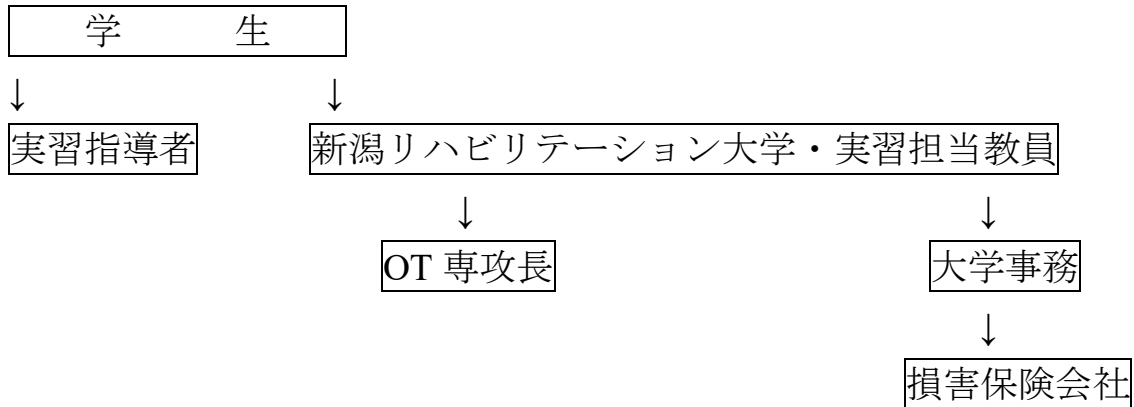 学　　　生
↓　↓
実習指導者　新潟リハビリテーション大学・実習担当教員
↓　↓
OT 専攻長　大学事務
↓
損害保険会社